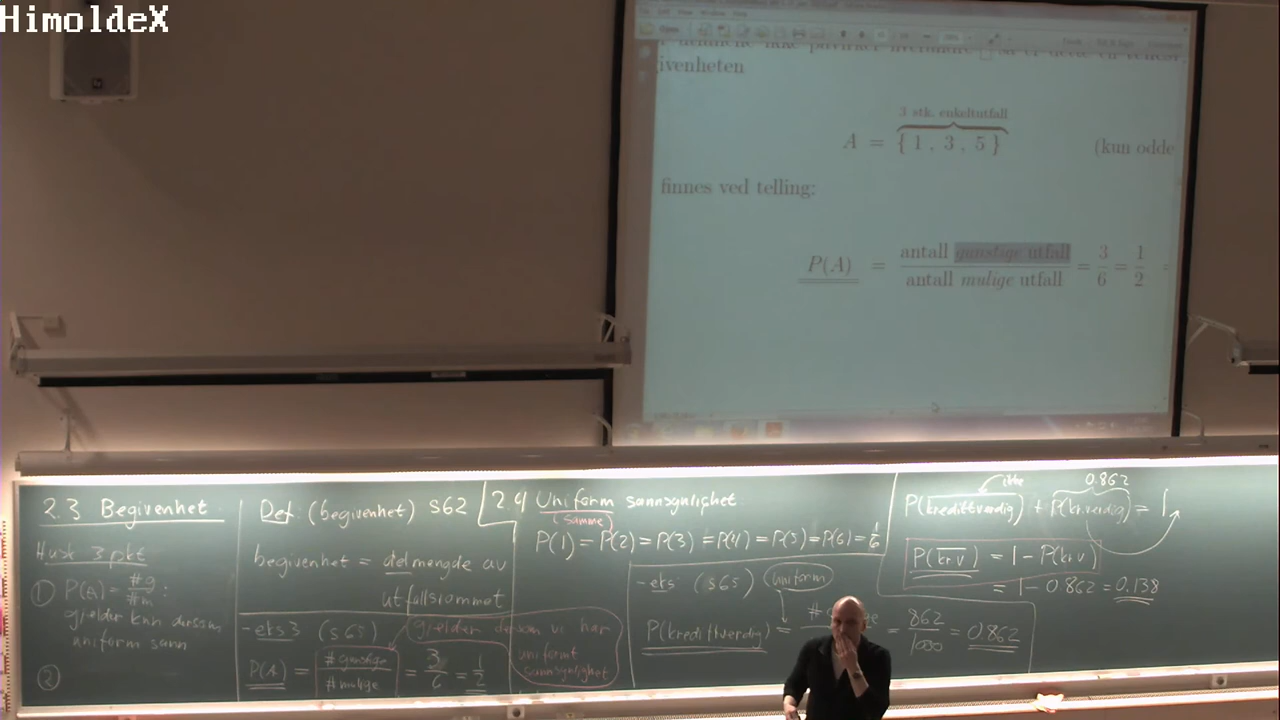 HimoldeX
ivenheten
3 stk. enkeltutfall
A = { 1 , 3 , 5 }
(kun odde
finnes ved telling:
P(A) = antall gunstige utfall / antall mulige utfall = 3/6 = 1/2 =
2.3 Begivenhet
Husk 3 pkt
① P(A) = #g/#m :
gjelder kun dersom
uniform sann
②
Def: (begivenhet) s62
begivenhet = delmengde av
utfallsrommet
-eks 3 (s65)
gjelder dersom vi har
uniform
sannsynlighet
P(A) = #gunstige/#mulige = 3/6 = 1/2
2.4 Uniform sannsynlighet
(samme)
P(1) = P(2) = P(3) = P(4) = P(5) = P(6) = 1/6
-eks: (s65) uniform
P(kredittverdig) = = 862/1000 = 0.862
ikke
0.862
P(kredittverdig) + P(kr.verdig) = 1
P(kr.v) = 1 - P(kr.v)
= 1 - 0.862 = 0.138